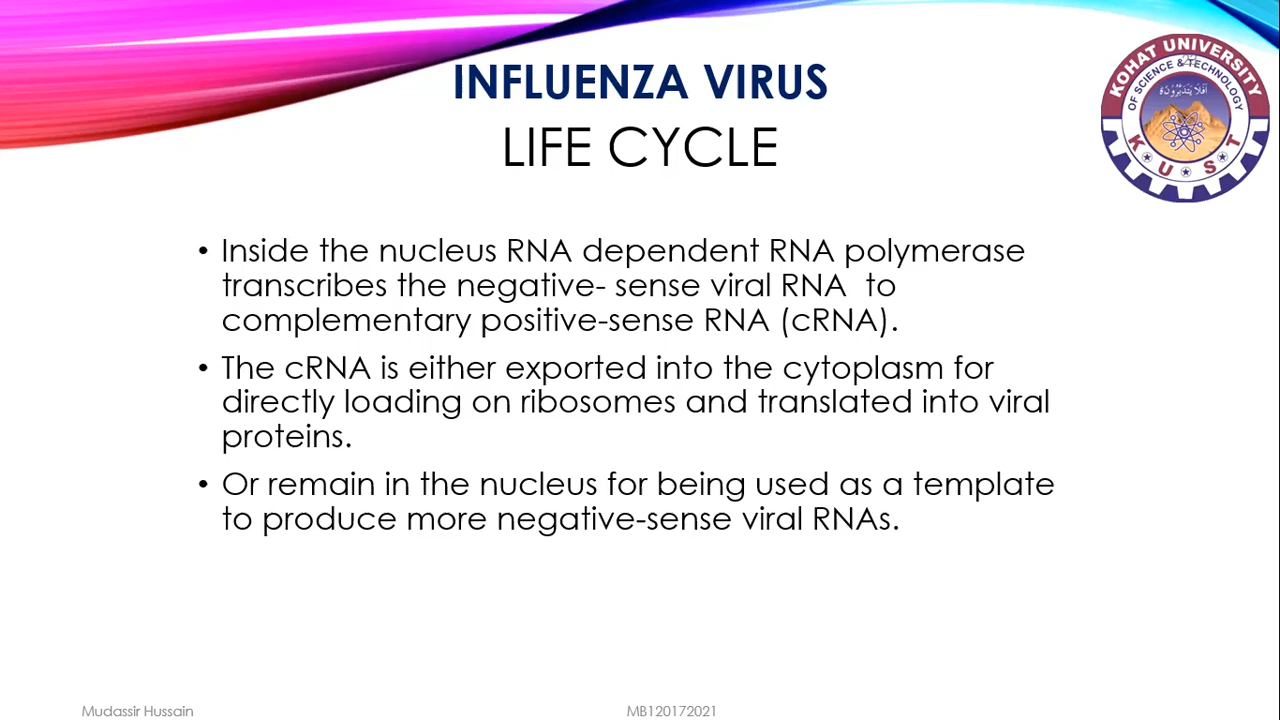 INFLUENZA VIRUS
LIFE CYCLE
KOHAT UNIVERSITY
OF SCIENCE & TECHNOLOGY
K U S T
• Inside the nucleus RNA dependent RNA polymerase
transcribes the negative- sense viral RNA  to
complementary positive-sense RNA (cRNA).
• The cRNA is either exported into the cytoplasm for
directly loading on ribosomes and translated into viral
proteins.
• Or remain in the nucleus for being used as a template
to produce more negative-sense viral RNAs.
Mudassir Hussain
MB120172021